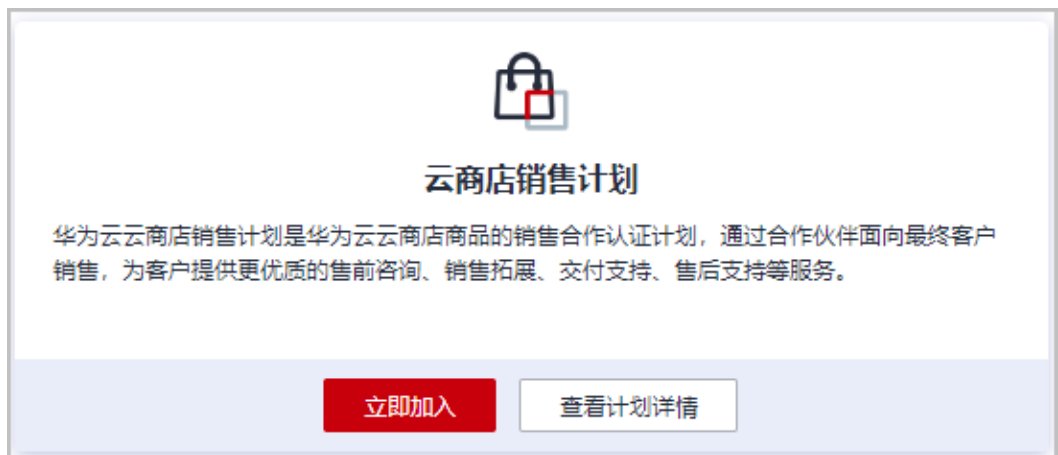 云商店销售计划
华为云云商店销售计划是华为云云商店商品的销售合作认证计划，通过合作伙伴面向最终客户
销售，为客户提供更优质的售前咨询、销售拓展、交付支持、售后支持等服务。
立即加入
查看计划详情